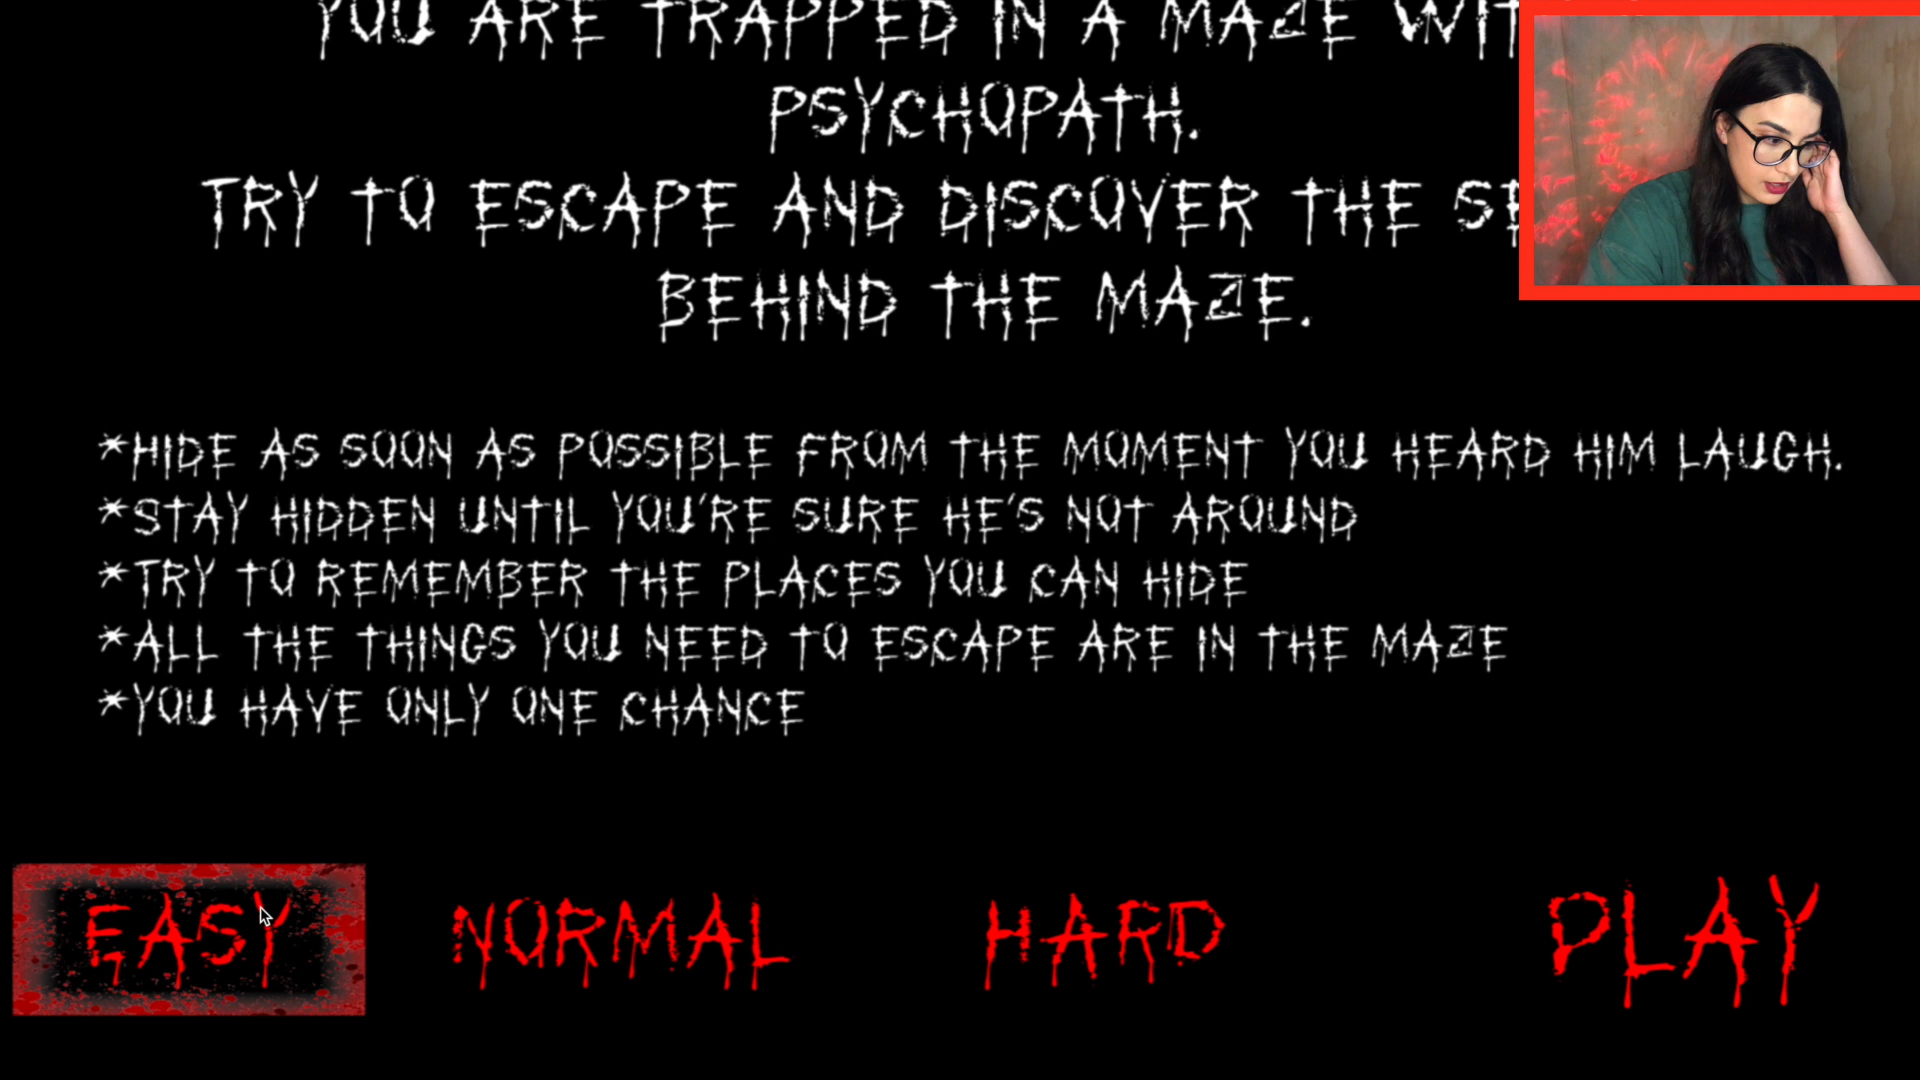 YOU ARE TRAPPED IN A MAZE
PSYCHOPATH.
TRY TO ESCAPE AND DISCOVER THE
BEHIND THE MAZE.
*HIDE AS SOON AS POSSIBLE FROM THE MOMENT YOU HEARD HIM LAUGH.
*STAY HIDDEN UNTIL YOU'RE SURE HE'S NOT AROUND
*TRY TO REMEMBER THE PLACES YOU CAN HIDE
*ALL THE THINGS YOU NEED TO ESCAPE ARE IN THE MAZE
*YOU HAVE ONLY ONE CHANCE
EASY NORMAL HARD PLAY